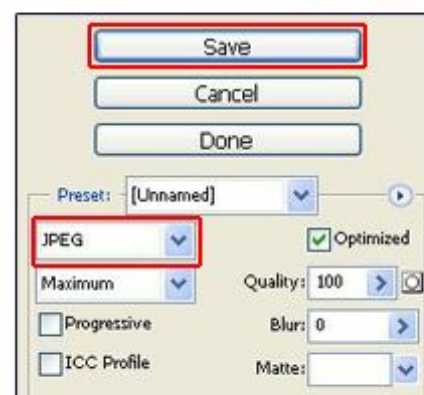 Save
Cancel
Done
Preset: [Unnamed]
JPEG Optimized
Maximum Quality: 100
Progressive Blur: 0
ICC Profile Matte: